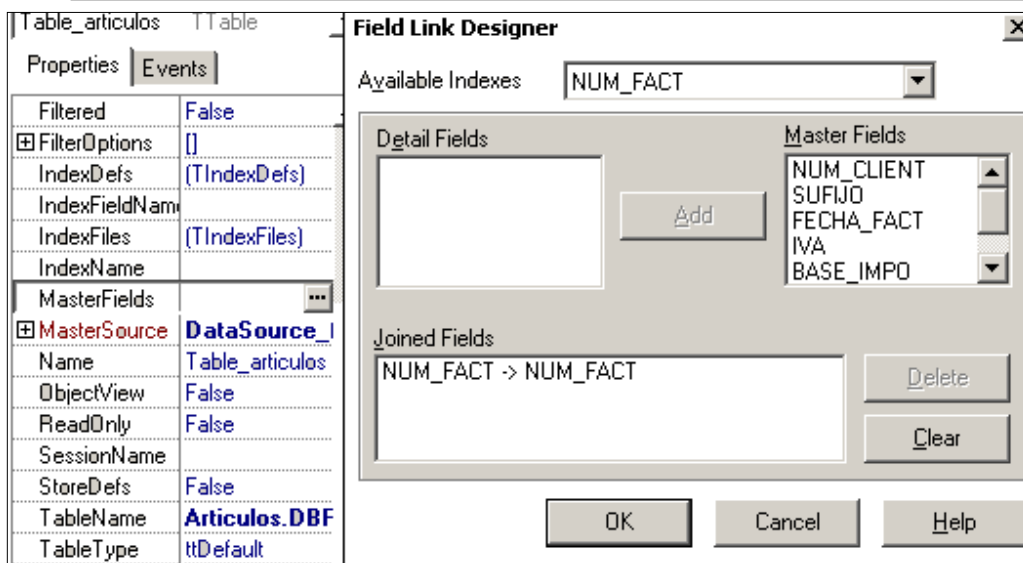 Table_articulos TTable
Properties Events
Filtered False
FilterOptions []
IndexDefs (TIndexDefs)
IndexFieldNam
IndexFiles (TIndexFiles)
IndexName
MasterFields ...
MasterSource DataSource_
Name Table_articulos
ObjectView False
ReadOnly False
SessionName
StoreDefs False
TableName Articulos.DBF
TableType ttDefault
Field Link Designer
Available Indexes NUM_FACT
Detail Fields
Add
Master Fields
NUM_CLIENT
SUFIJO
FECHA_FACT
IVA
BASE_IMPO
Joined Fields
NUM_FACT -> NUM_FACT
Delete
Clear
OK Cancel Help